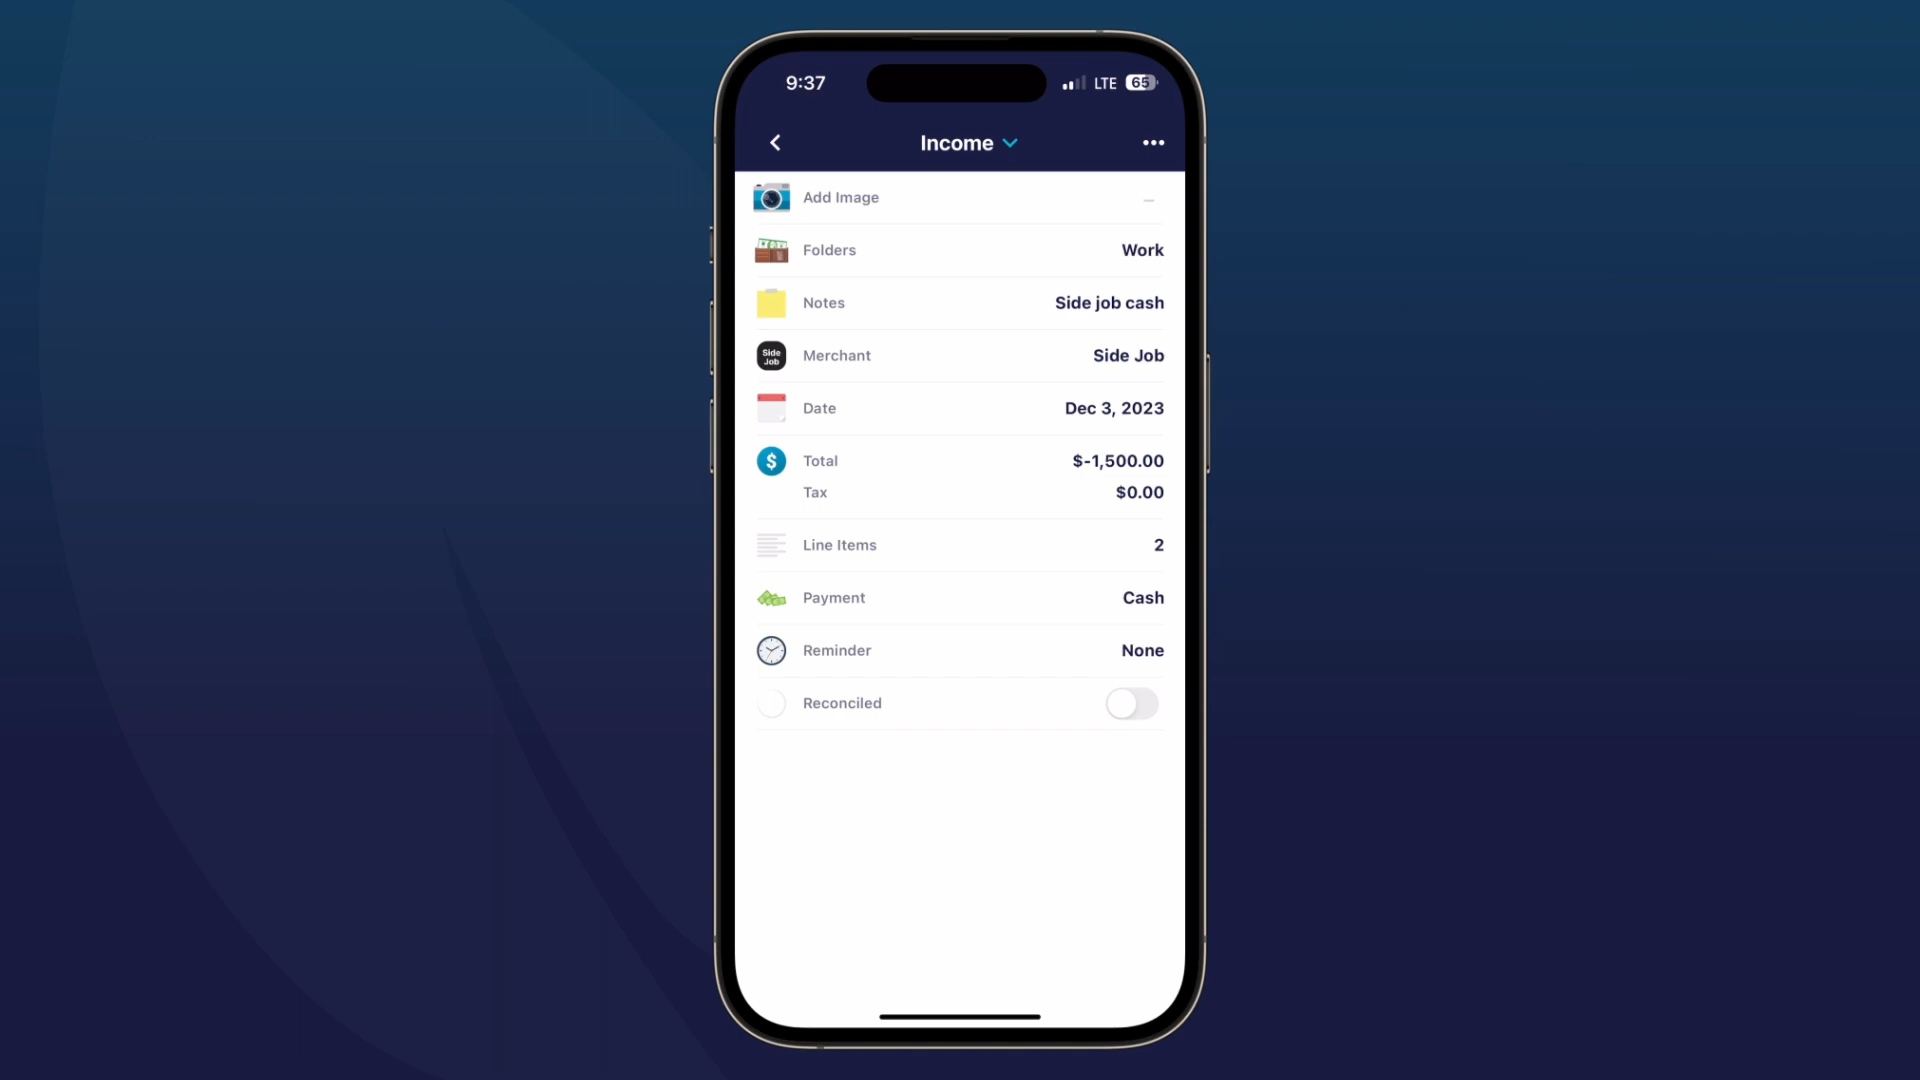 9:37 LTE 65
Income
Add Image –
Folders Work
Notes Side job cash
Side
Job
Merchant Side Job
Date Dec 3, 2023
$
Total $-1,500.00
Tax $0.00
Line Items 2
Payment Cash
Reminder None
Reconciled